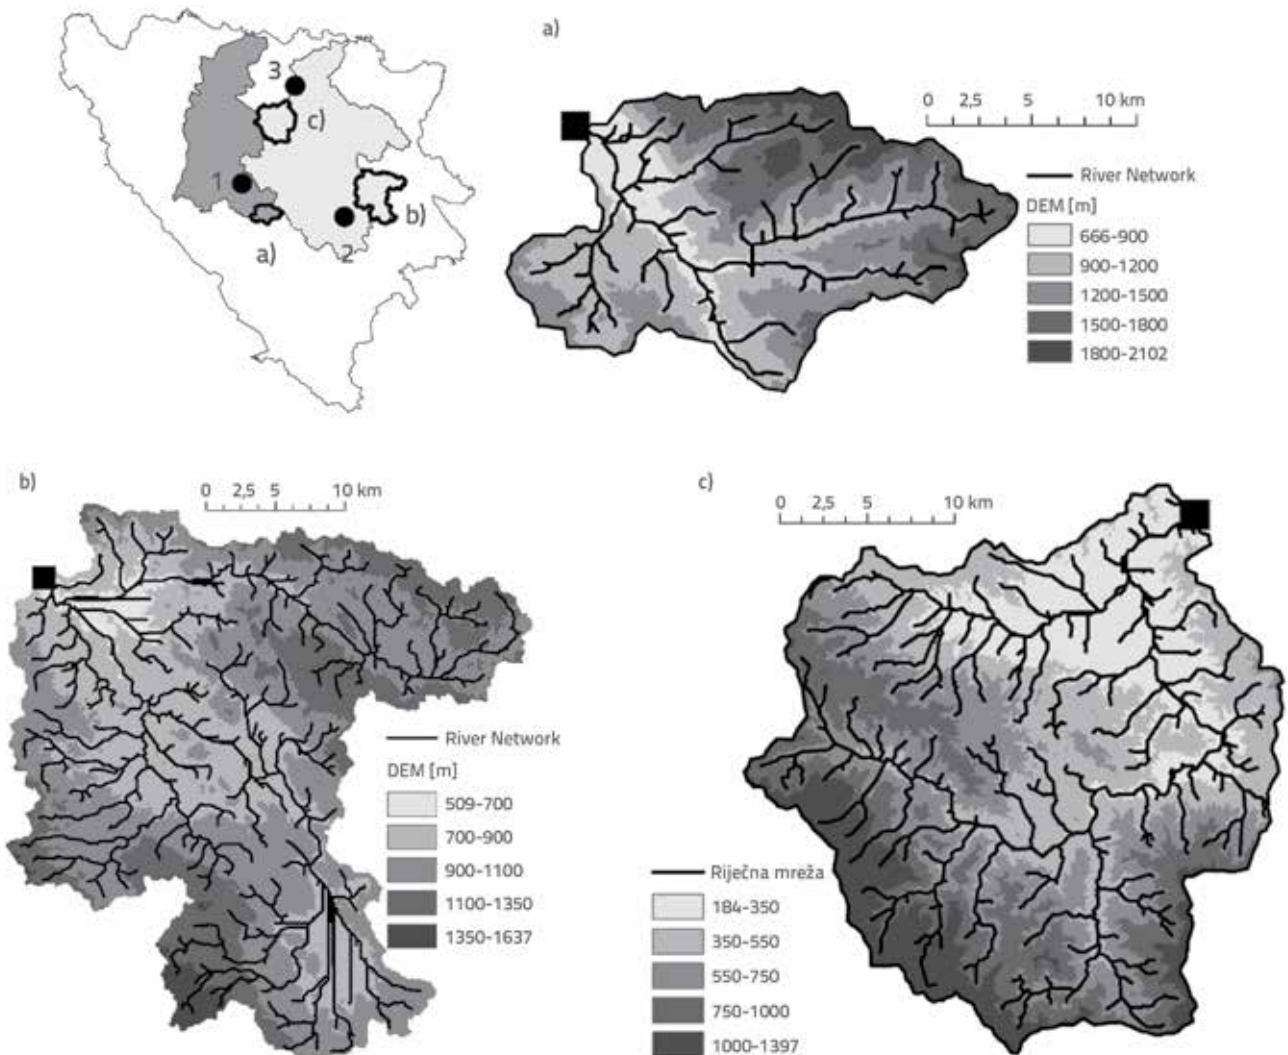 3
c)
1
b)
a)
2
a)
0 2,5 5 10 km
River Network
DEM [m]
666-900
900-1200
1200-1500
1500-1800
1800-2102
b)
0 2,5 5 10 km
River Network
DEM [m]
509-700
700-900
900-1100
1100-1350
1350-1637
c)
0 2,5 5 10 km
Riječna mreža
184-350
350-550
550-750
750-1000
1000-1397